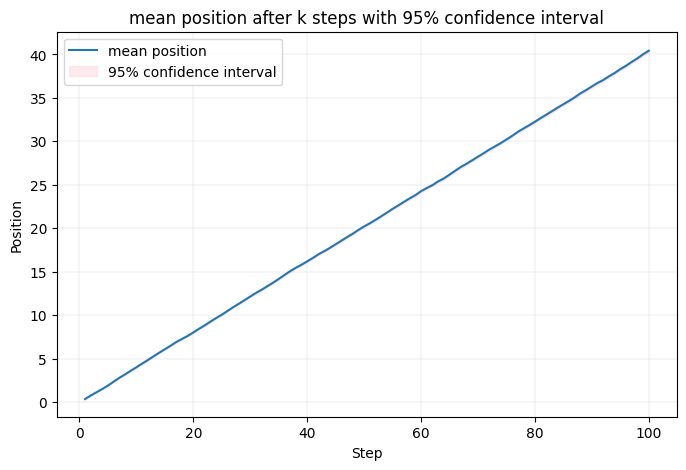 mean position after k steps with 95% confidence interval
mean position
95% confidence interval
Position
40
35
30
25
20
15
10
5
0
0 20 40 60 80 100
Step